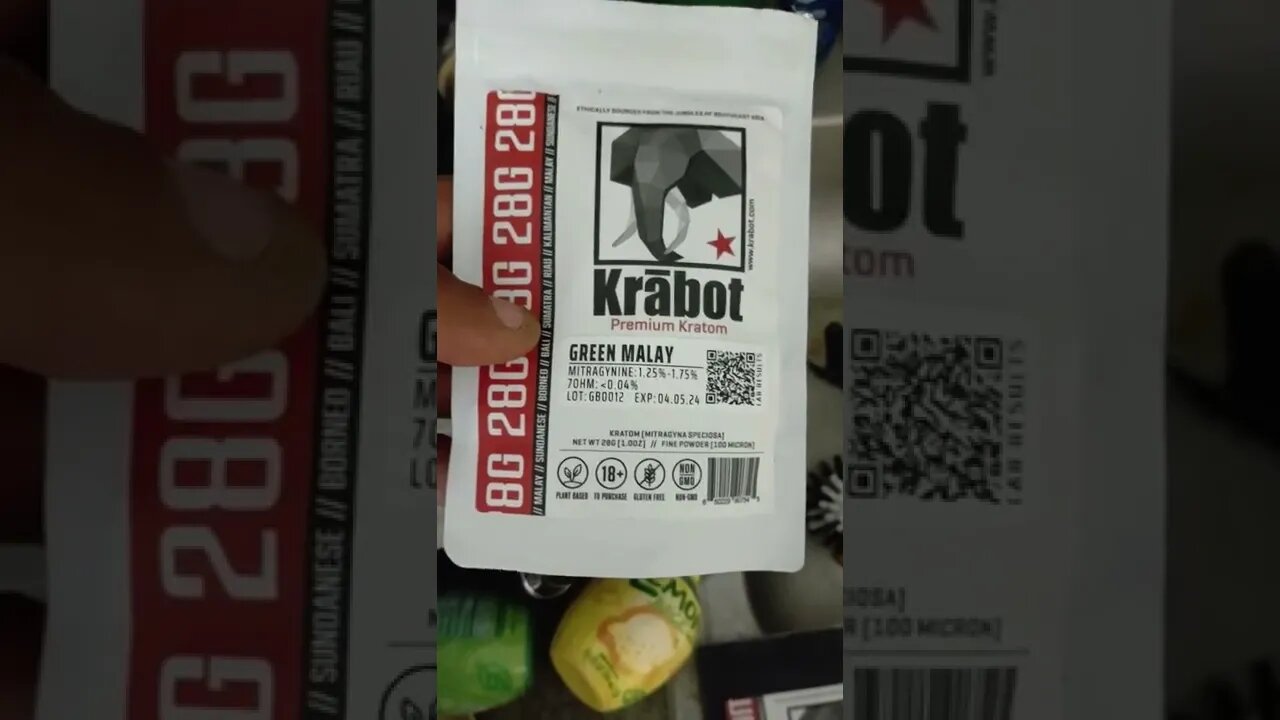 ETHICALLY SOURCED FROM THE JUNGLES OF SOUTHEAST ASIA
28G 28G 28G 28G
// MALAY // SUNDANESE // BORNEO // BALI // SUMATRA // RIAU // KALIMANTAN // MALAY // SUNDANESE //
www.krabot.com
Krābot
Premium Kratom
GREEN MALAY
MITRAGYNINE: 1.25%-1.75%
7OHM: <0.04%
LOT: GB0012 EXP: 04.05.24
LAB RESULTS
KRATOM [MITRAGYNA SPECIOSA]
NET WT 28G [1.0OZ] // FINE POWDER [100 MICRON]
18+
NON
GMO
PLANT BASED
TO PURCHASE
GLUTEN FREE
NON-GMO